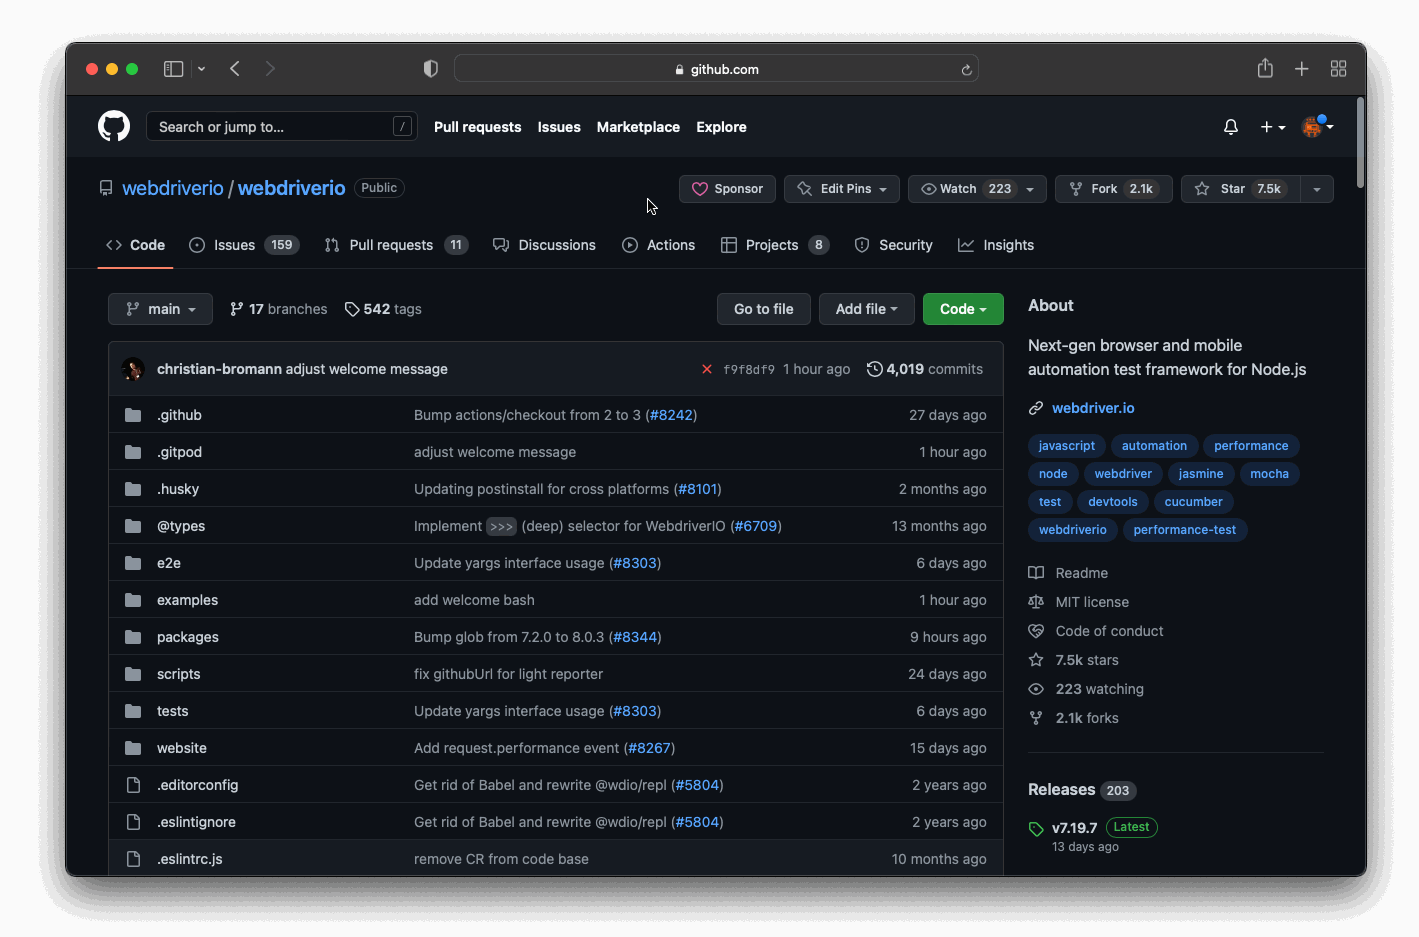 github.com
Search or jump to... / Pull requests Issues Marketplace Explore
webdriverio / webdriverio Public Sponsor Edit Pins Watch 223 Fork 2.1k Star 7.5k
Code Issues 159 Pull requests 11 Discussions Actions Projects 8 Security Insights
main 17 branches 542 tags Go to file Add file Code
christian-bromann adjust welcome message f9f8df9 1 hour ago 4,019 commits
.github Bump actions/checkout from 2 to 3 (#8242) 27 days ago
.gitpod adjust welcome message 1 hour ago
.husky Updating postinstall for cross platforms (#8101) 2 months ago
@types Implement >>> (deep) selector for WebdriverIO (#6709) 13 months ago
e2e Update yargs interface usage (#8303) 6 days ago
examples add welcome bash 1 hour ago
packages Bump glob from 7.2.0 to 8.0.3 (#8344) 9 hours ago
scripts fix githubUrl for light reporter 24 days ago
tests Update yargs interface usage (#8303) 6 days ago
website Add request.performance event (#8267) 15 days ago
.editorconfig Get rid of Babel and rewrite @wdio/repl (#5804) 2 years ago
.eslintignore Get rid of Babel and rewrite @wdio/repl (#5804) 2 years ago
.eslintrc.js remove CR from code base 10 months ago
About
Next-gen browser and mobile
automation test framework for Node.js
webdriver.io
javascript automation performance
node webdriver jasmine mocha
test devtools cucumber
webdriverio performance-test
Readme
MIT license
Code of conduct
7.5k stars
223 watching
2.1k forks
Releases 203
v7.19.7 Latest
13 days ago